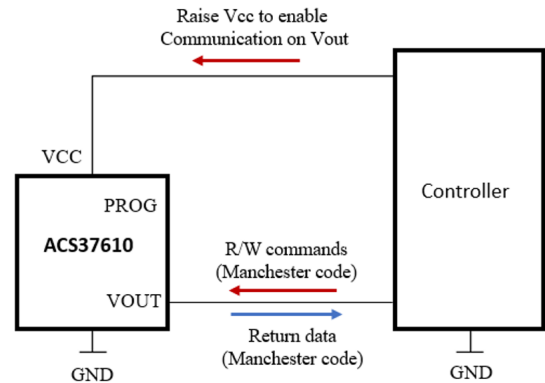 Raise Vcc to enable
Communication on Vout
VCC
PROG
ACS37610
VOUT
GND
Controller
R/W commands
(Manchester code)
Return data
(Manchester code)
GND